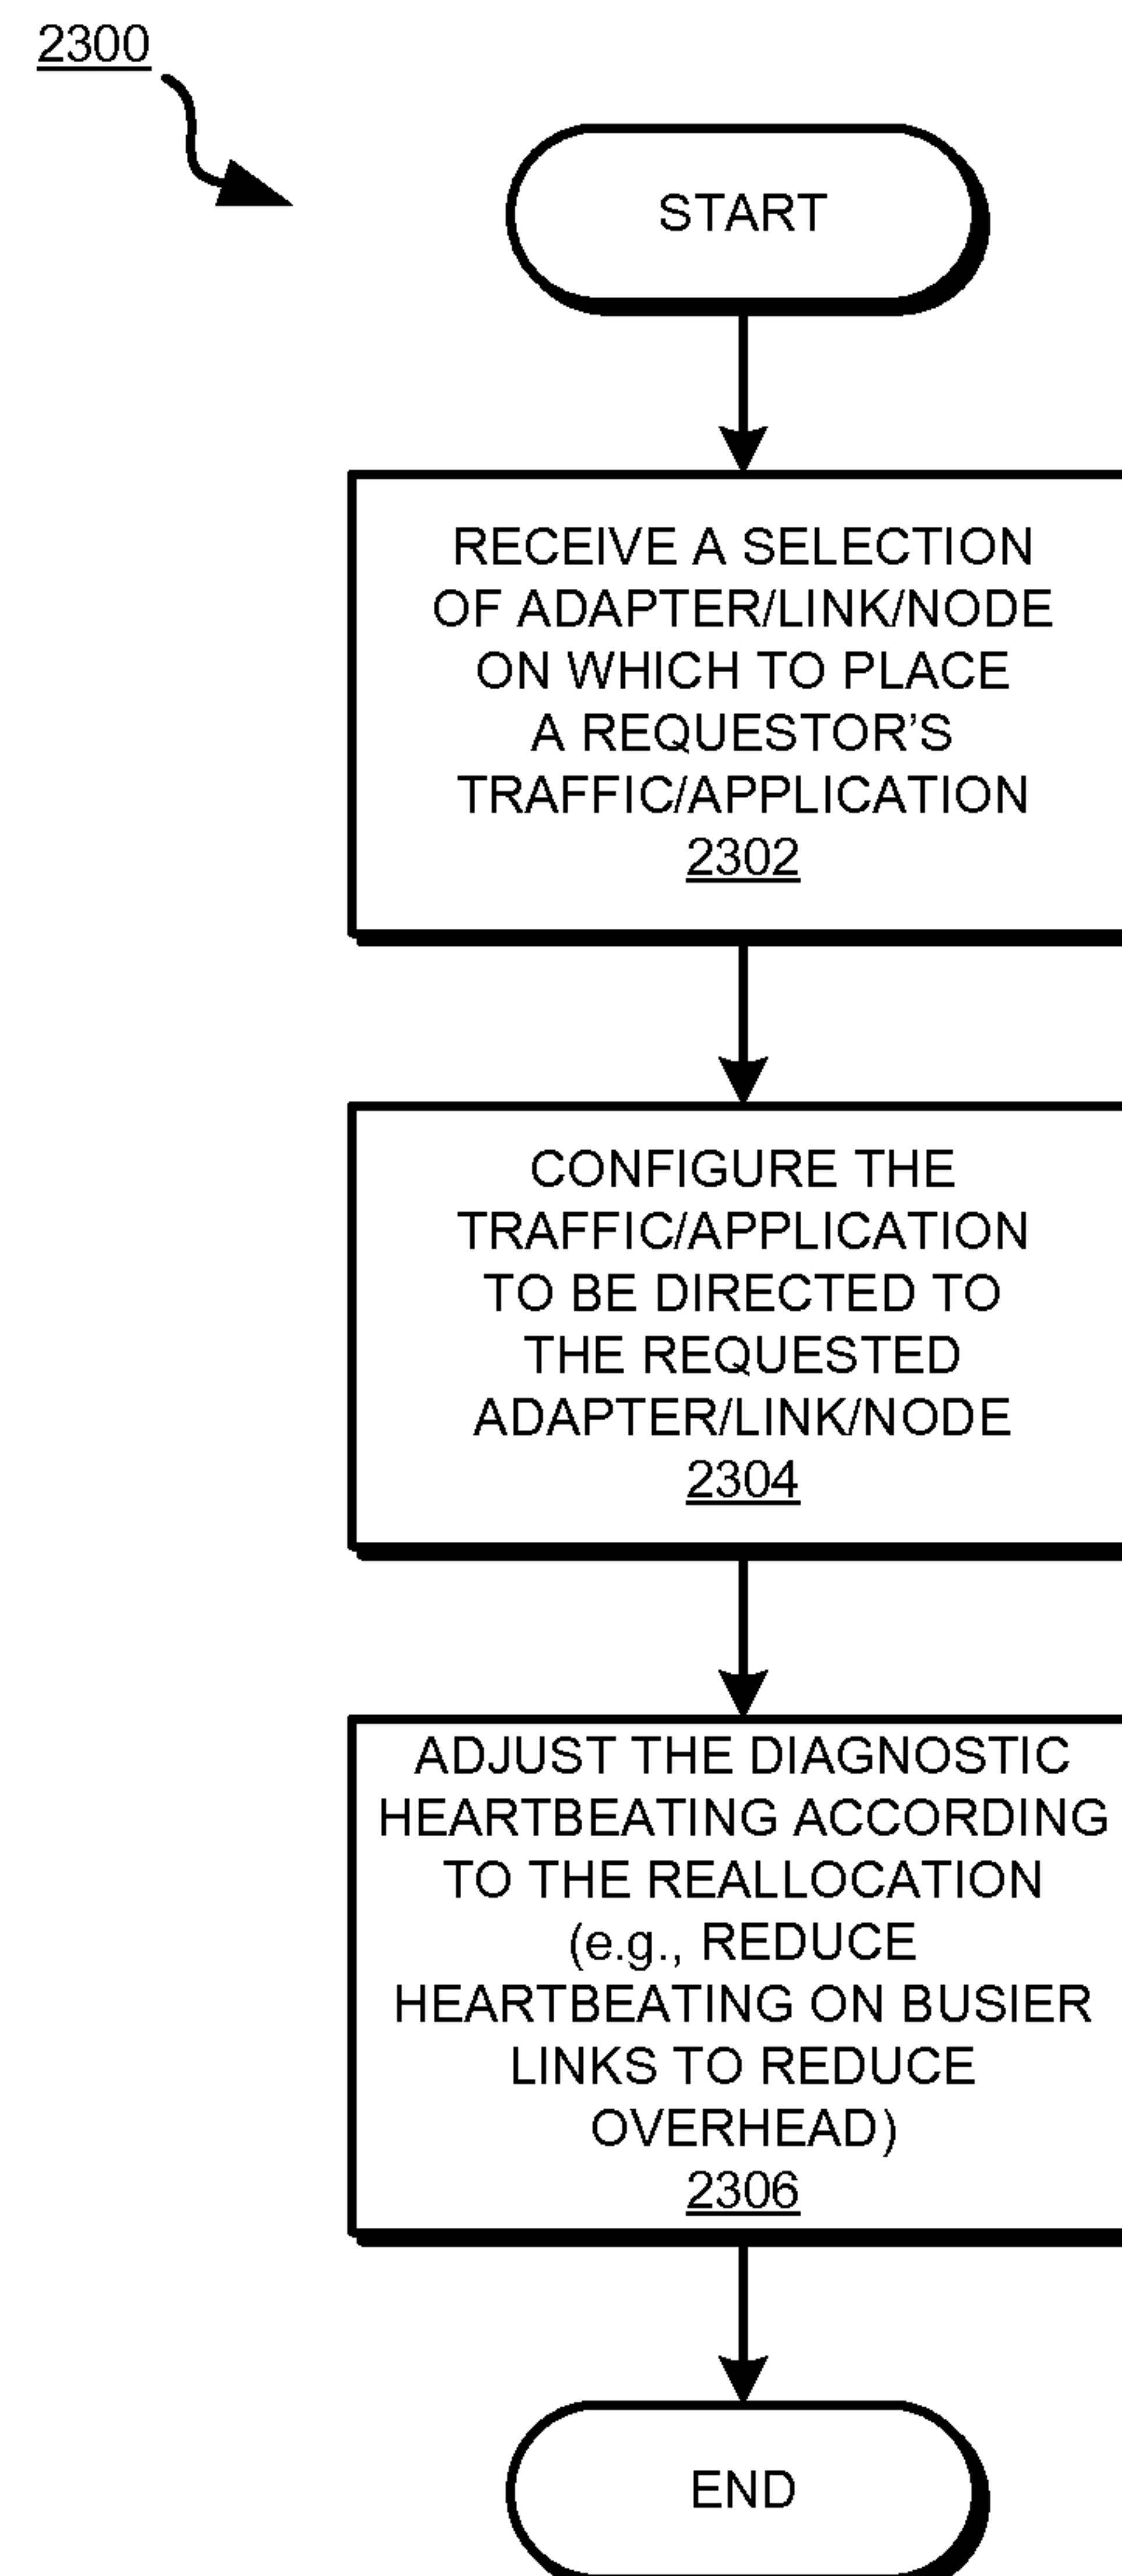 2300
START
RECEIVE A SELECTION
OF ADAPTER/LINK/NODE
ON WHICH TO PLACE
A REQUESTOR’S
TRAFFIC/APPLICATION
2302
CONFIGURE THE
TRAFFIC/APPLICATION
TO BE DIRECTED TO
THE REQUESTED
ADAPTER/LINK/NODE
2304
ADJUST THE DIAGNOSTIC
HEARTBEATING ACCORDING
TO THE REALLOCATION
(e.g., REDUCE
HEARTBEATING ON BUSIER
LINKS TO REDUCE
OVERHEAD)
2306
END